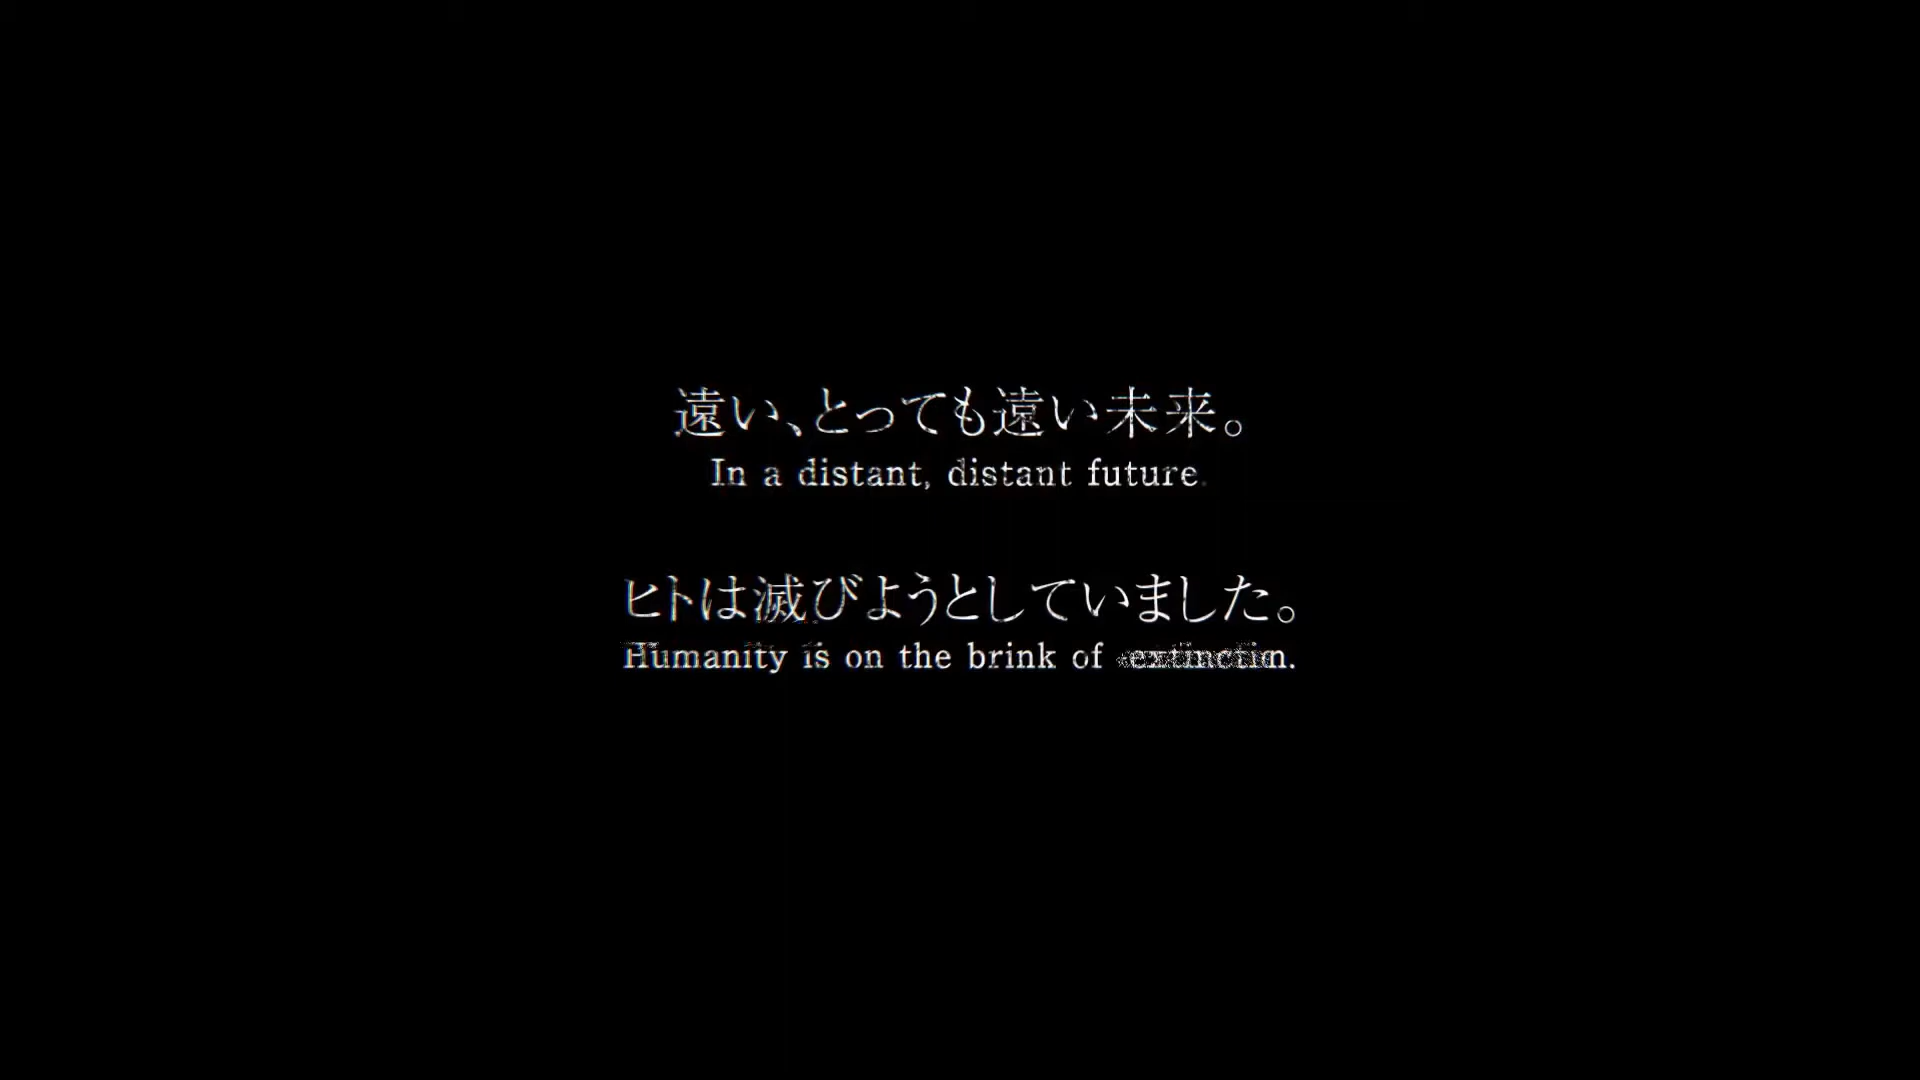 遠い、とっても遠い未来。
In a distant, distant future.
ヒトは滅びようとしていました。
Humanity is on the brink of extinctin.